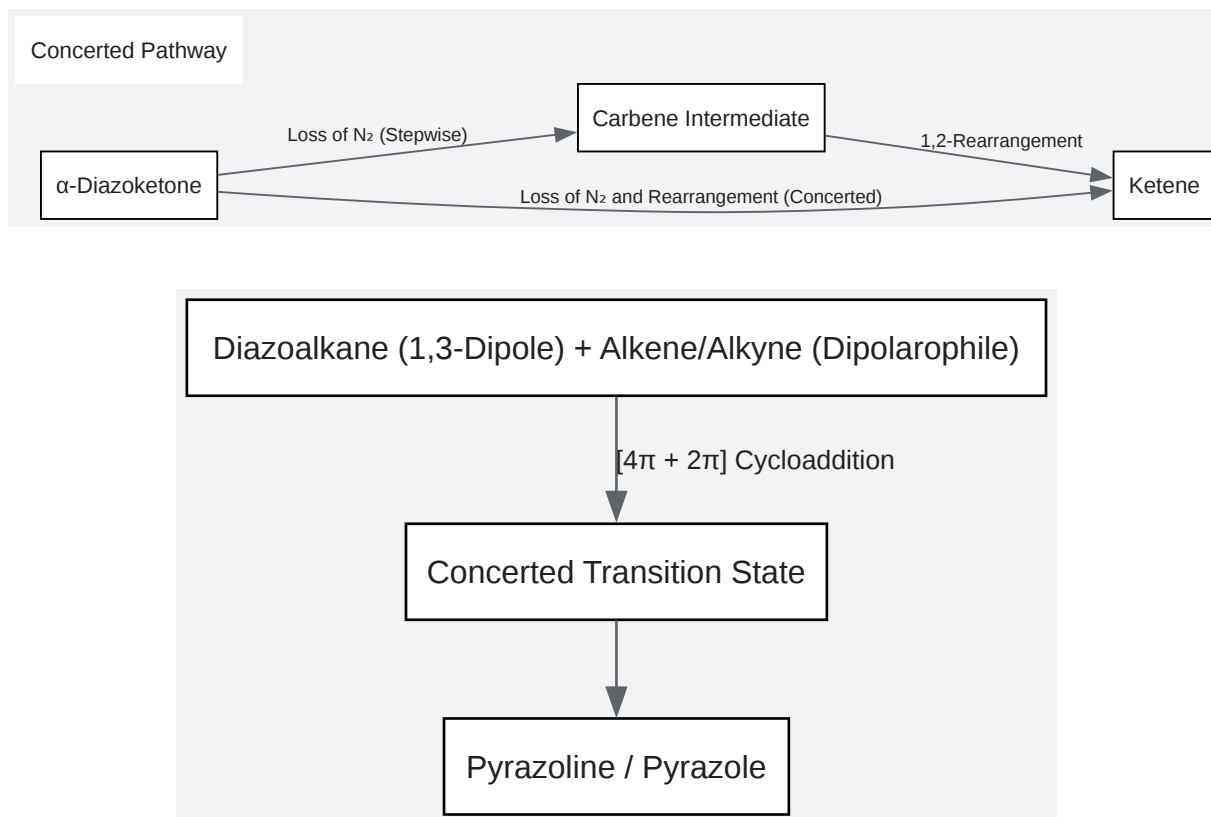 Concerted Pathway
Loss of N₂ (Stepwise)
Carbene Intermediate
1,2-Rearrangement
α-Diazoketone
Loss of N₂ and Rearrangement (Concerted)
Ketene
Diazoalkane (1,3-Dipole) + Alkene/Alkyne (Dipolarophile)
[4π + 2π] Cycloaddition
Concerted Transition State
Pyrazoline / Pyrazole